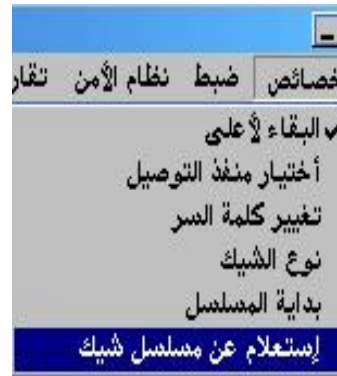 خصائص ضبط نظام الأمن تقار
البقاء لأعلى
أختيار منفذ التوصيل
تغيير كلمة السر
نوع الشيك
بداية المسلسل
إستعلام عن مسلسل شيك